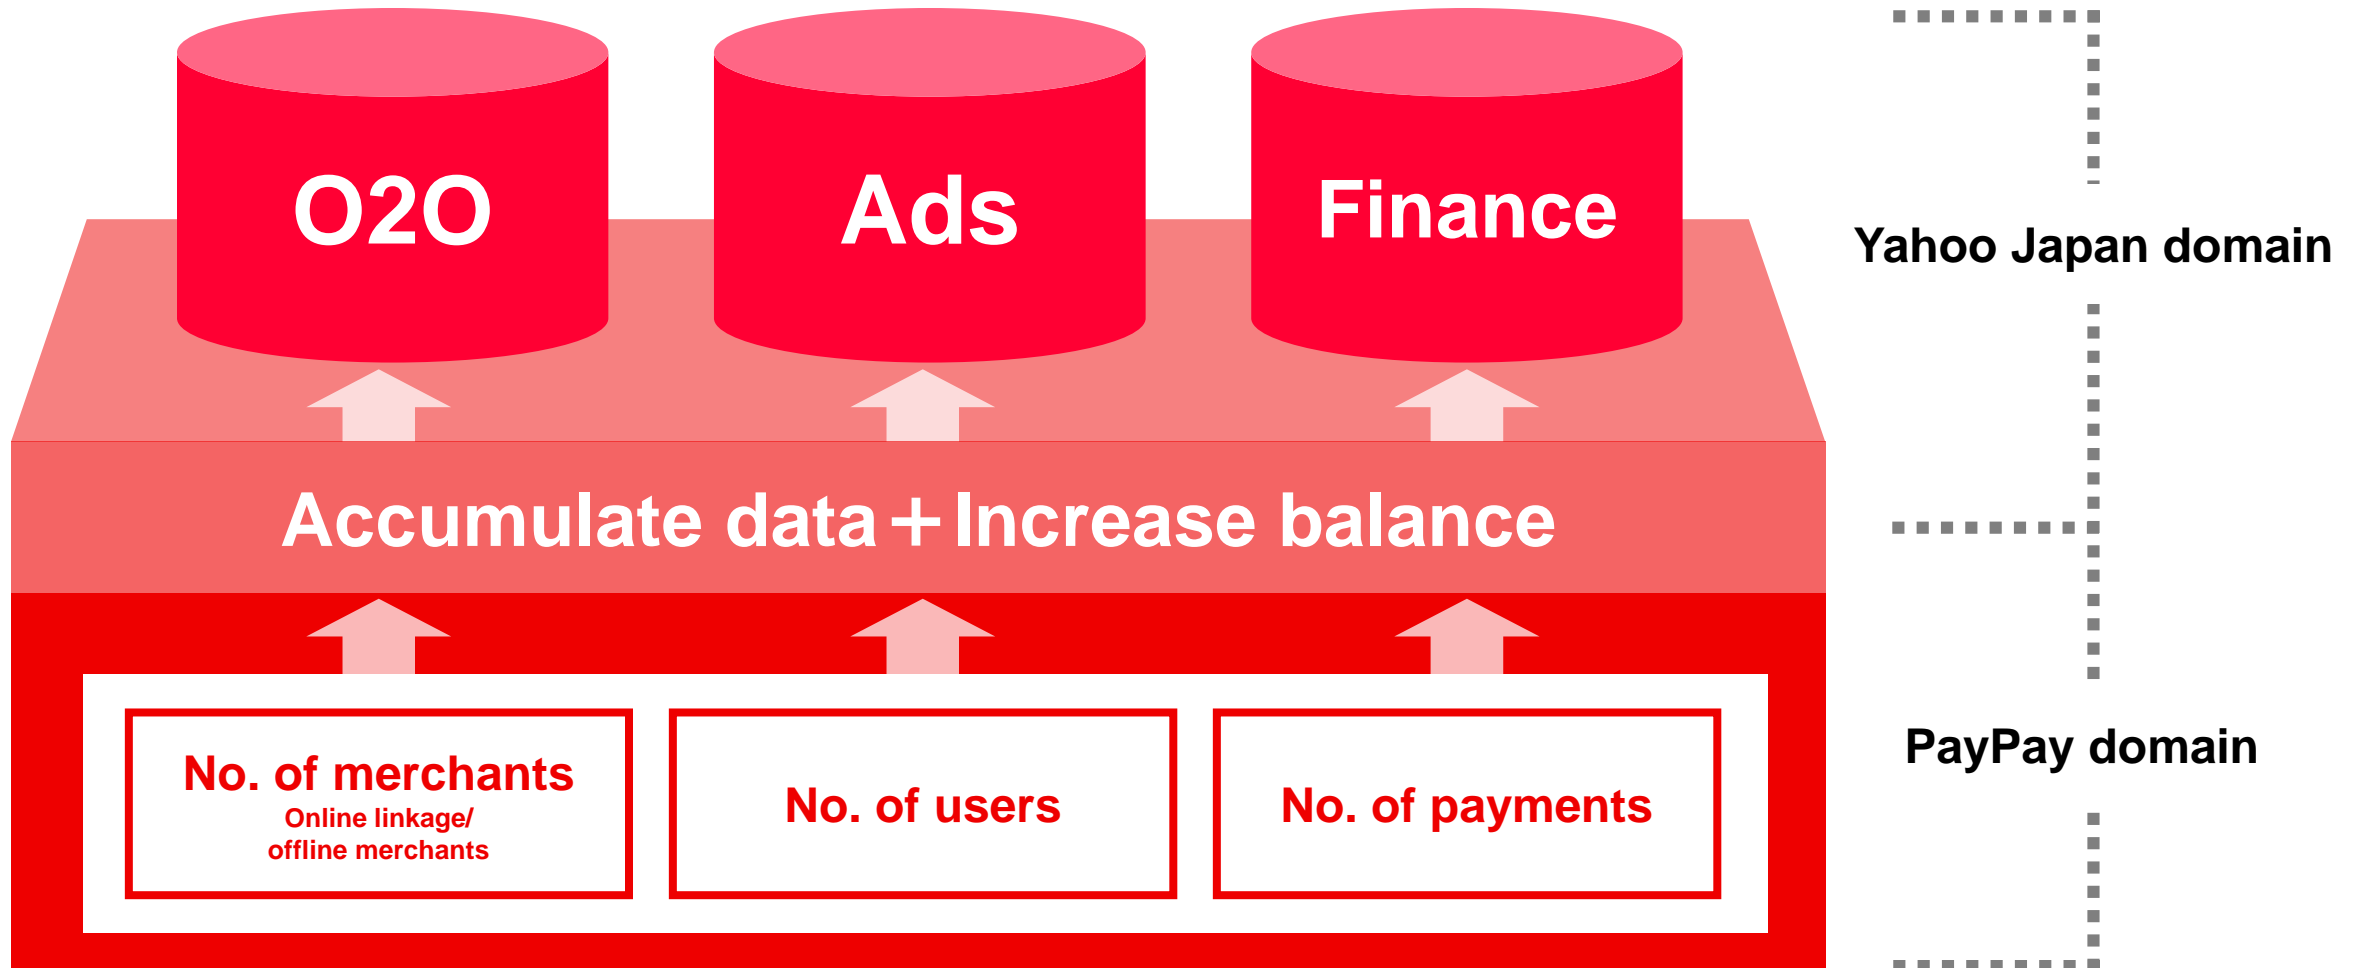 O2O
Ads
Finance
Yahoo Japan domain
Accumulate data+Increase balance
No. of merchants
Online linkage/
offline merchants
No. of users
No. of payments
PayPay domain